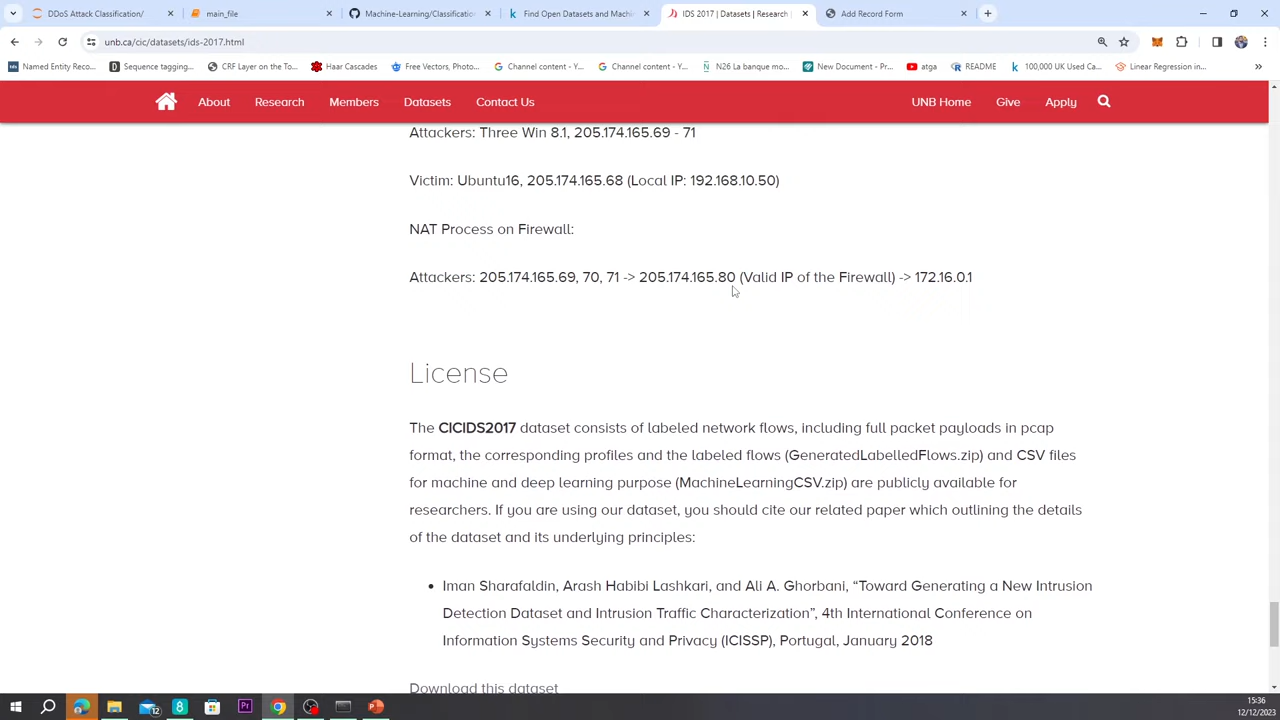 DDoS Attack Classification/
main_file
Machine-Learning/Classification
Find Open Datasets and Machin
IDS 2017 | Datasets | Research
Add Record Form
unb.ca/cic/datasets/ids-2017.html
Named Entity Reco...
Sequence tagging...
CRF Layer on the To...
Haar Cascades
Free Vectors, Photo...
Channel content - Y...
Channel content - Y...
N26 La banque mo...
New Document - Pr...
atga
README
100,000 UK Used Ca...
Linear Regression in...
About
Research
Members
Datasets
Contact Us
UNB Home
Give
Apply
Attackers: Three Win 8.1, 205.174.165.69 - 71
Victim: Ubuntu16, 205.174.165.68 (Local IP: 192.168.10.50)
NAT Process on Firewall:
Attackers: 205.174.165.69, 70, 71 -> 205.174.165.80 (Valid IP of the Firewall) -> 172.16.0.1
License
The CICIDS2017 dataset consists of labeled network flows, including full packet payloads in pcap
format, the corresponding profiles and the labeled flows (GeneratedLabelledFlows.zip) and CSV files
for machine and deep learning purpose (MachineLearningCSV.zip) are publicly available for
researchers. If you are using our dataset, you should cite our related paper which outlining the details
of the dataset and its underlying principles:
• Iman Sharafaldin, Arash Habibi Lashkari, and Ali A. Ghorbani, “Toward Generating a New Intrusion
Detection Dataset and Intrusion Traffic Characterization”, 4th International Conference on
Information Systems Security and Privacy (ICISSP), Portugal, January 2018
Download this dataset
15:36
12/12/2023